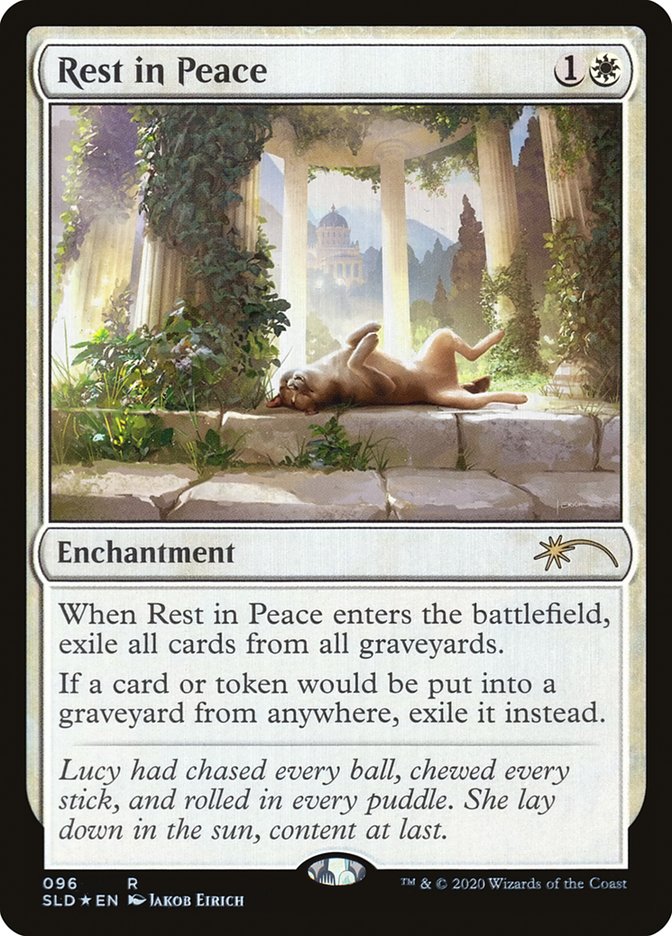 Rest in Peace 1
Enchantment
When Rest in Peace enters the battlefield,
exile all cards from all graveyards.
If a card or token would be put into a
graveyard from anywhere, exile it instead.
Lucy had chased every ball, chewed every
stick, and rolled in every puddle. She lay
down in the sun, content at last.
096 R
SLD★EN Jakob Eirich
™ & © 2020 Wizards of the Coast